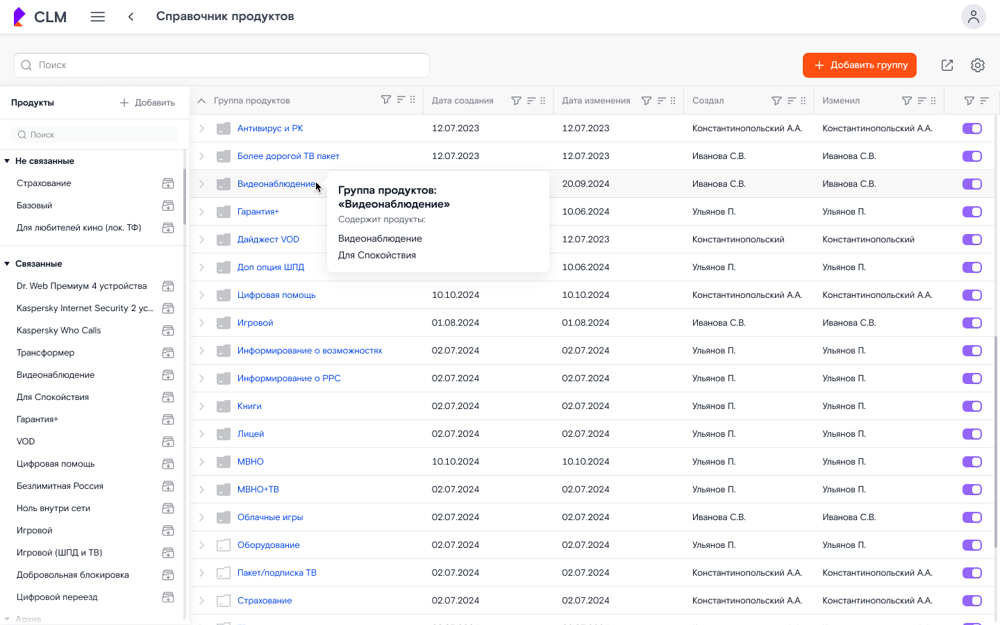 CLM
Справочник продуктов
Поиск
Добавить группу
Продукты
Добавить
Поиск
Не связанные
Страхование
Базовый
Для любителей кино (лок. ТФ)
Связанные
Dr. Web Премиум 4 устройства
Kaspersky Internet Security 2 ус...
Kaspersky Who Calls
Трансформер
Видеонаблюдение
Для Спокойствия
Гарантия+
VOD
Цифровая помощь
Безлимитная Россия
Ноль внутри сети
Игровой
Игровой (ШПД и ТВ)
Добровольная блокировка
Цифровой переезд
Архив
Группа продуктов Дата создания Дата изменения Создал Изменил
Антивирус и РК 12.07.2023 12.07.2023 Константинопольский А.А. Константинопольский А.А.
Более дорогой ТВ пакет 12.07.2023 12.07.2023 Иванова С.В. Иванова С.В.
Видеонаблюдение 20.09.2024 Иванова С.В. Иванова С.В.
Гарантия+ 10.06.2024 Ульянов П. Ульянов П.
Дайджест VOD 12.07.2023 Константинопольский Константинопольский
Доп опция ШПД 10.06.2024 Ульянов П. Ульянов П.
Группа продуктов:
«Видеонаблюдение»
Содержит продукты:
Видеонаблюдение
Для Спокойствия
Цифровая помощь 10.10.2024 10.10.2024 Константинопольский А.А. Константинопольский А.А.
Игровой 01.08.2024 01.08.2024 Иванова С.В. Иванова С.В.
Информирование о возможностях 02.07.2024 02.07.2024 Ульянов П. Ульянов П.
Информирование о РРС 02.07.2024 02.07.2024 Ульянов П. Ульянов П.
Книги 02.07.2024 02.07.2024 Ульянов П. Ульянов П.
Лицей 02.07.2024 02.07.2024 Ульянов П. Ульянов П.
МВНО 10.10.2024 10.10.2024 Ульянов П. Ульянов П.
МВНО+ТВ 02.07.2024 02.07.2024 Ульянов П. Ульянов П.
Облачные игры 02.07.2024 02.07.2024 Иванова С.В. Иванова С.В.
Оборудование 02.07.2024 02.07.2024 Ульянов П. Ульянов П.
Пакет/подписка ТВ 02.07.2024 02.07.2024 Константинопольский А.А. Константинопольский А.А.
Страхование 02.07.2024 02.07.2024 Константинопольский А.А. Константинопольский А.А.